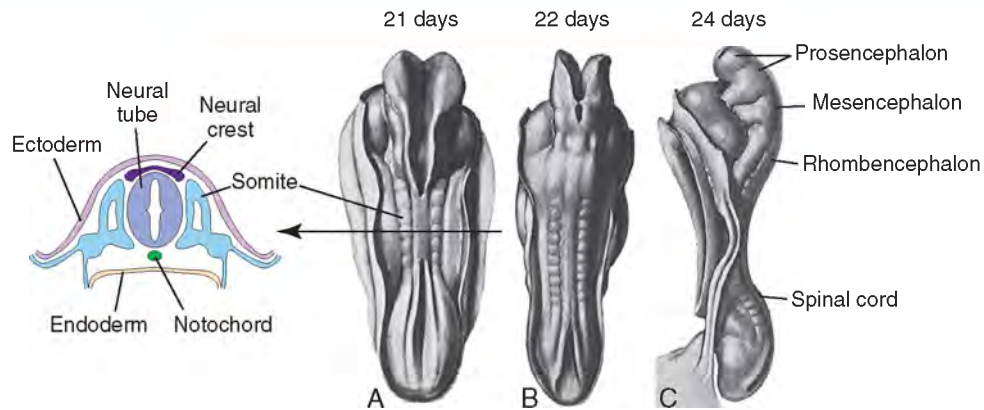 21 days
22 days
24 days
Prosencephalon
Neural
tube
Neural
crest
Mesencephalon
Ectoderm
Rhombencephalon
Somite
Spinal cord
Endoderm
Notochord
A
B
C